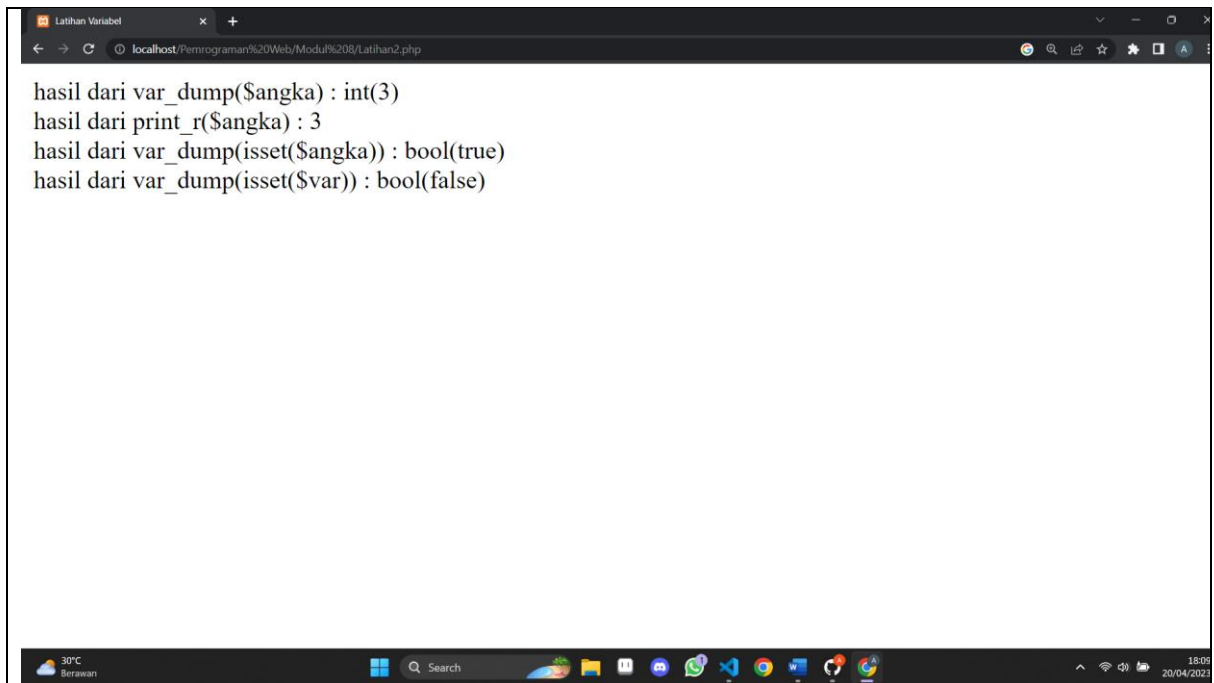 Latihan Variabel
localhost/Pemrograman%20Web/Modul%208/Latihan2.php
A
hasil dari var_dump($angka) : int(3)
hasil dari print_r($angka) : 3
hasil dari var_dump(isset($angka)) : bool(true)
hasil dari var_dump(isset($var)) : bool(false)
30°C
Berawan
Search
18:09
20/04/2023